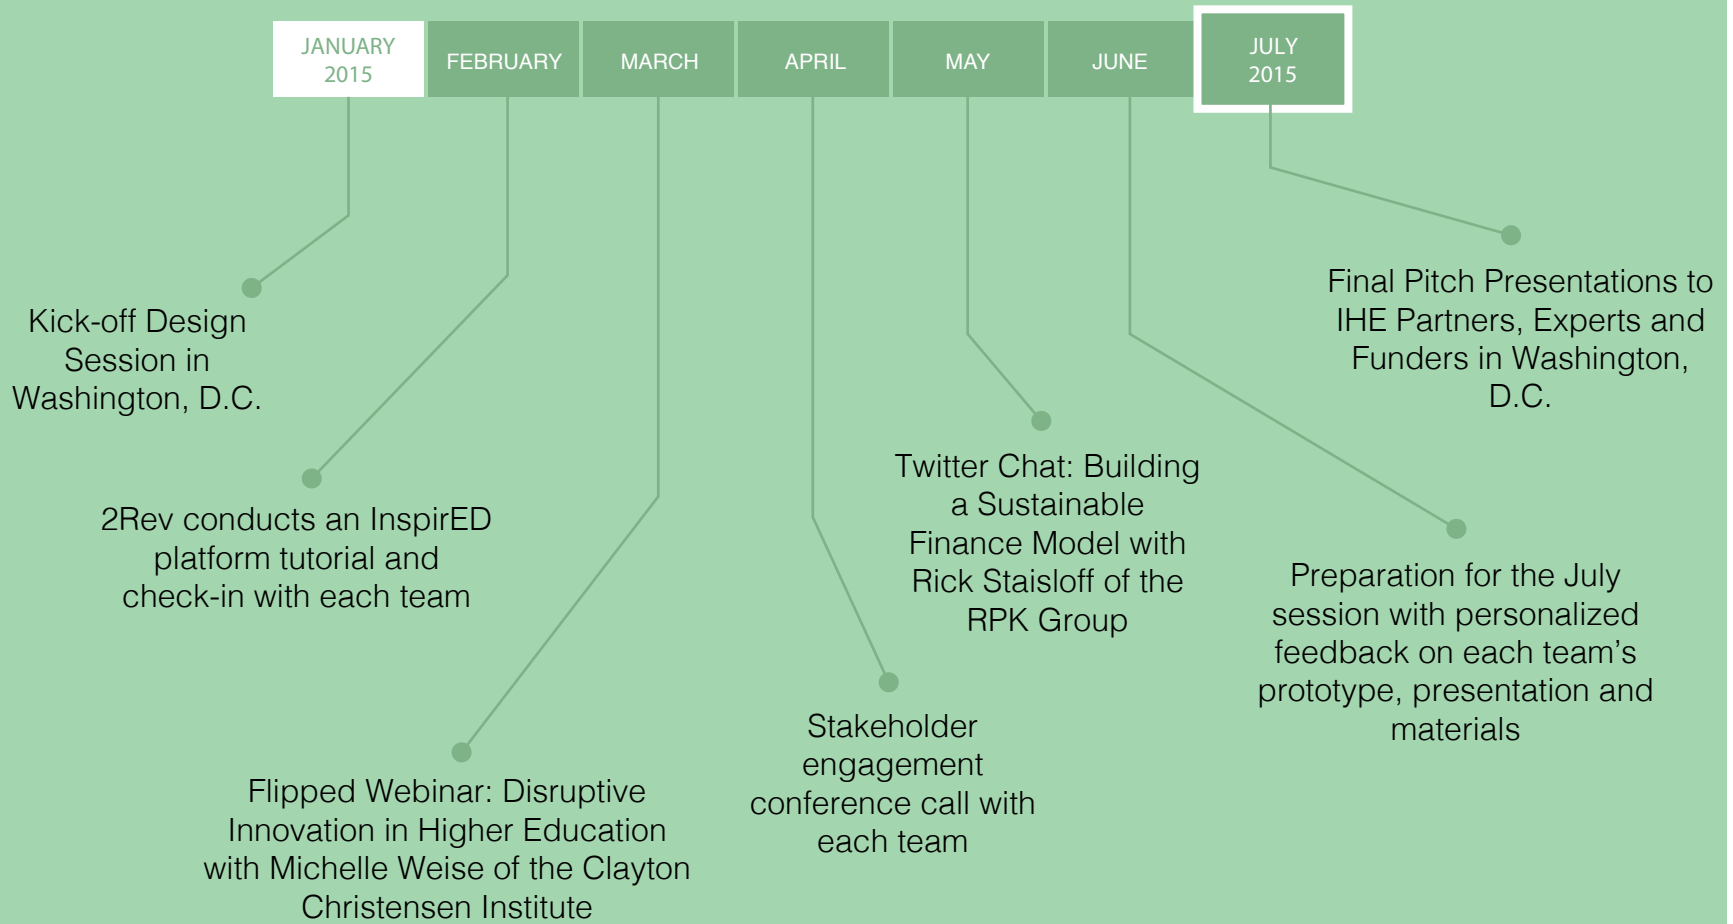 JANUARY
2015
FEBRUARY
MARCH
APRIL
MAY
JUNE
JULY
2015
Kick-off Design
Session in
Washington, D.C.
2Rev conducts an InspirED
platform tutorial and
check-in with each team
Flipped Webinar: Disruptive
Innovation in Higher Education
with Michelle Weise of the Clayton
Christensen Institute
Stakeholder
engagement
conference call with
each team
Twitter Chat: Building
a Sustainable
Finance Model with
Rick Staisloff of the
RPK Group
Preparation for the July
session with personalized
feedback on each team’s
prototype, presentation and
materials
Final Pitch Presentations to
IHE Partners, Experts and
Funders in Washington,
D.C.